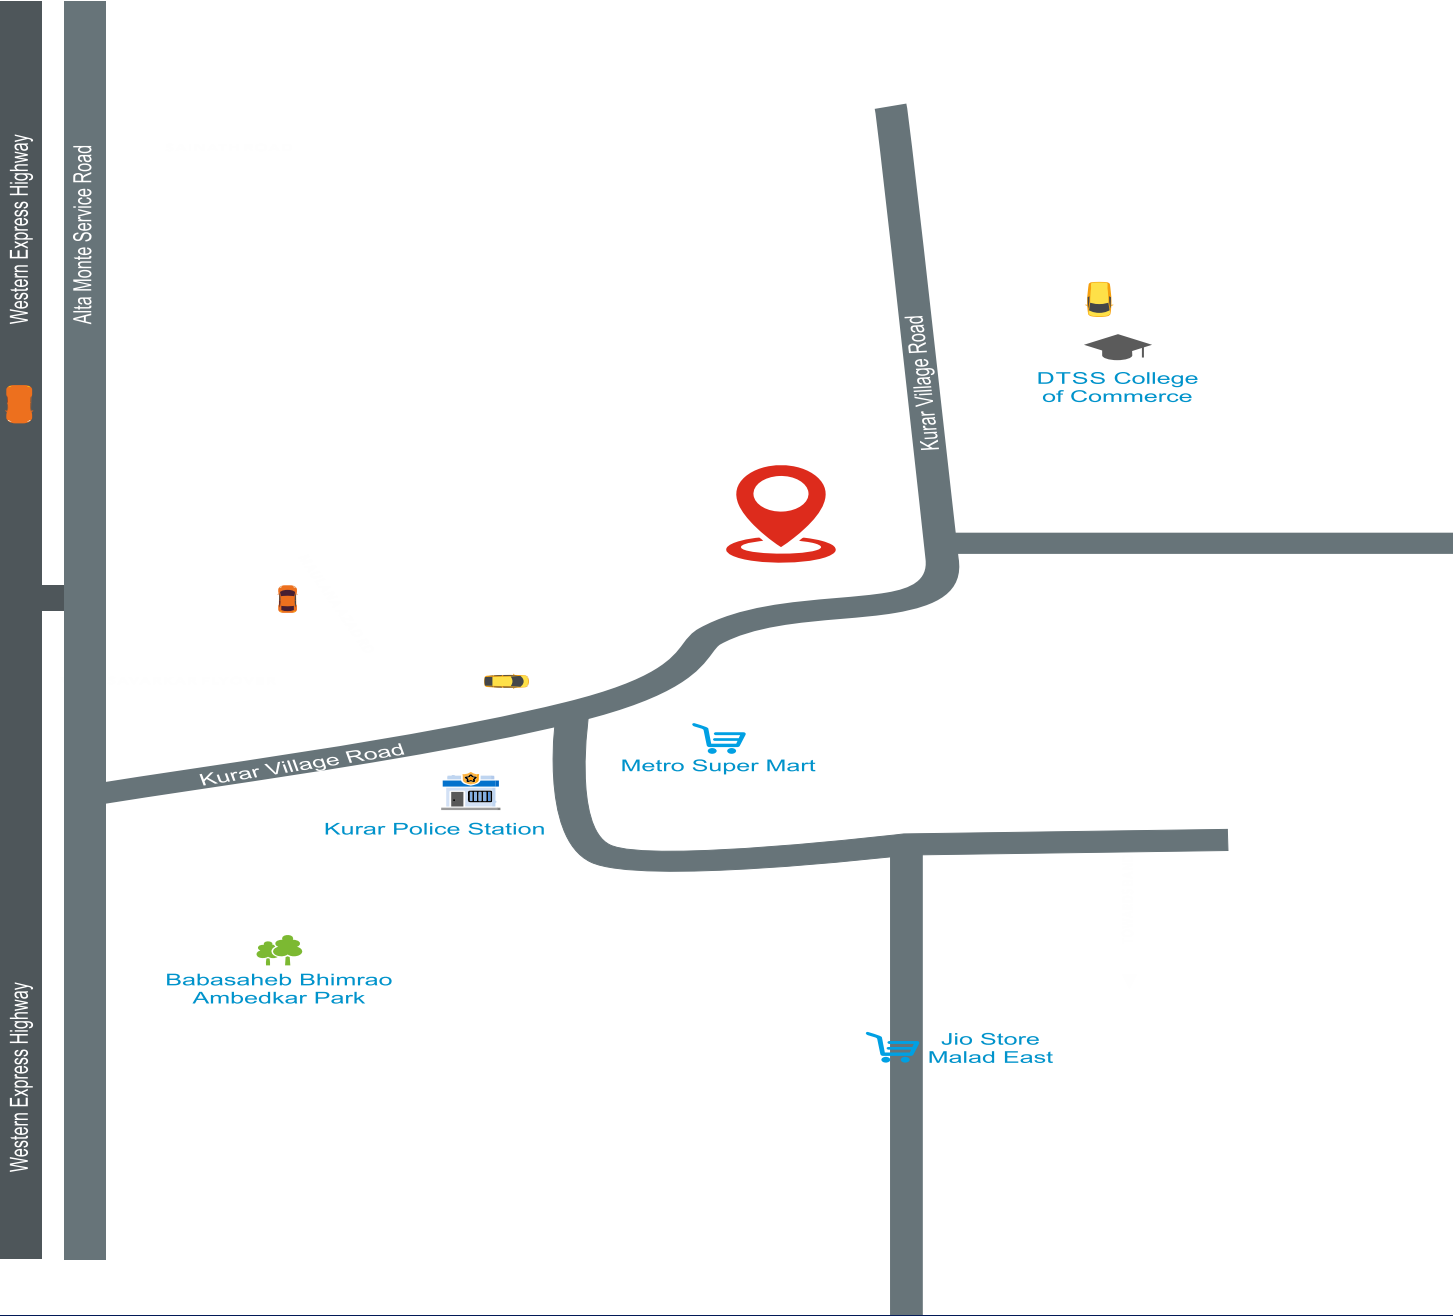 Western Express Highway
Alta Monte Service Road
Kurar Village Road
DTSS College
of Commerce
Kurar Village Road
Metro Super Mart
Kurar Police Station
Babasaheb Bhimrao
Ambedkar Park
Western Express Highway
Jio Store
Malad East